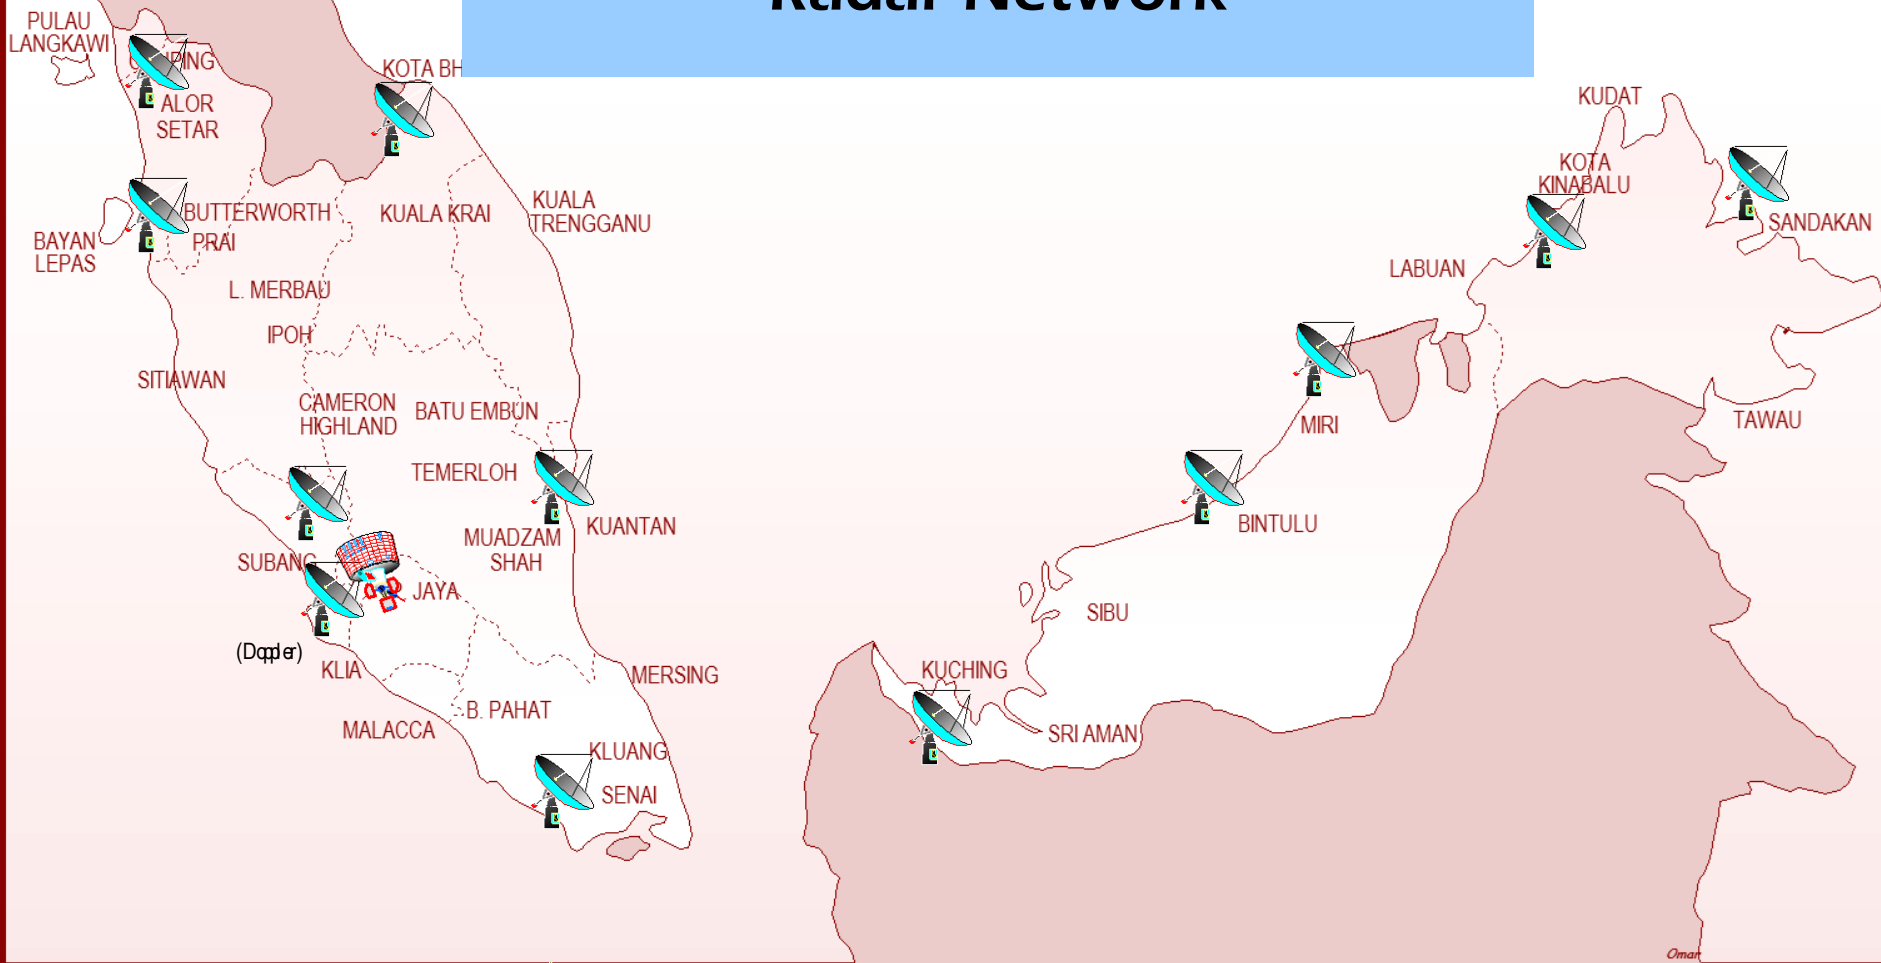 Radar Network
PULAU
LANGKAWI
ALOR
SETAR
KOTA BH
BUTTERWORTH
PRAI
BAYAN
LEPAS
KUALA KRAI
KUALA
TRENGGANU
L. MERBAU
IPOH
SITIAWAN
CAMERON
HIGHLAND
BATU EMBUN
TEMERLOH
KUANTAN
MUADZAM
SHAH
SUBANG
JAYA
(Doppler)
KLIA
MERSING
B. PAHAT
MALACCA
KLUANG
SENAI
KUDAT
KOTA
KINABALU
SANDAKAN
LABUAN
TAWAU
MIRI
BINTULU
SIBU
KUCHING
SRI AMAN
Omar